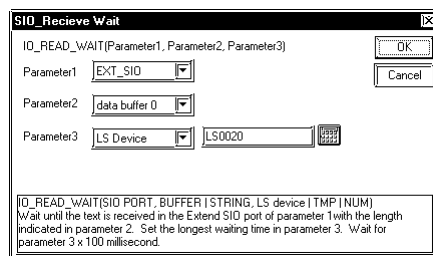 SIO_Recieve Wait
IO_READ_WAIT(Parameter1, Parameter2, Parameter3)
OK
Parameter1 EXT_SIO
Cancel
Parameter2 data buffer 0
Parameter3 LS Device LS0020
IO_READ_WAIT(SIO PORT, BUFFER | STRING, LS device | TMP | NUM)
Wait until the text is received in the Extend SIO port of parameter 1with the length
indicated in parameter 2. Set the longest waiting time in parameter 3. Wait for
parameter 3 x 100 millisecond.